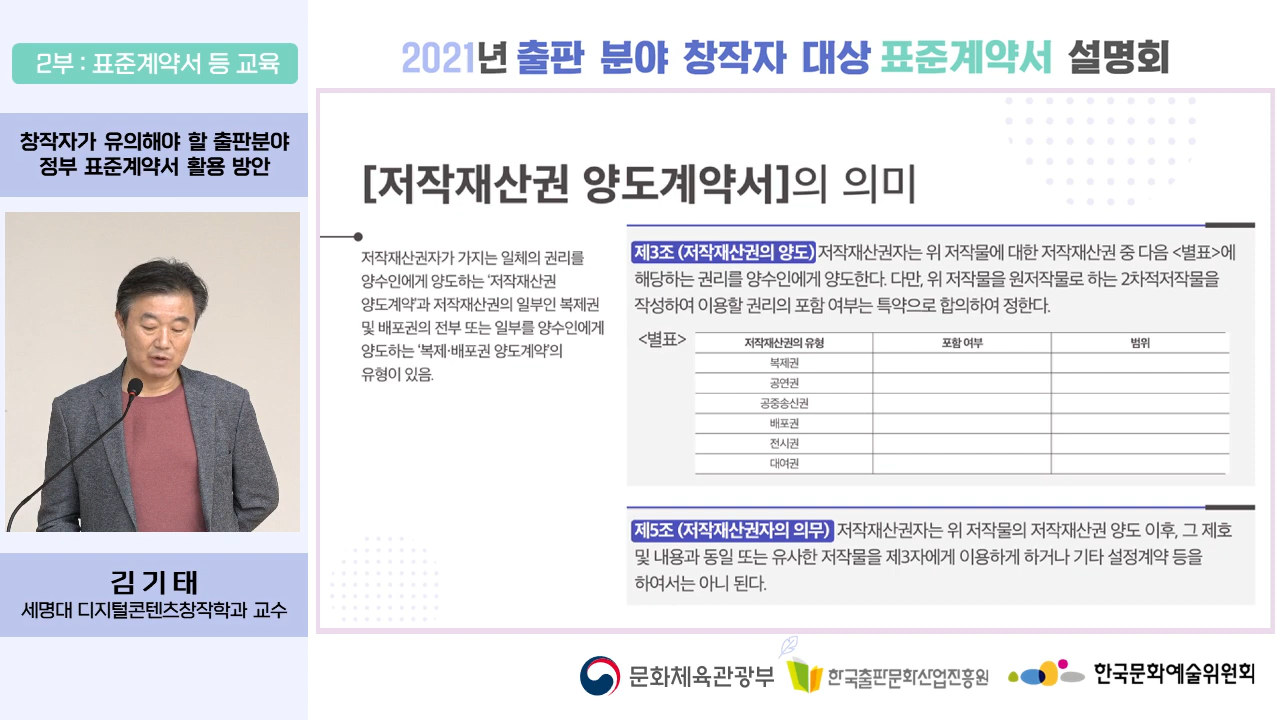 2부 : 표준계약서 등 교육
창작자가 유의해야 할 출판분야
정부 표준계약서 활용 방안
김기태
세명대 디지털콘텐츠창작학과 교수
2021년 출판 분야 창작자 대상 표준계약서 설명회
[저작재산권 양도계약서]의 의미
저작재산권자가 가지는 일체의 권리를
양수인에게 양도하는 '저작재산권
양도계약'과 저작재산권의 일부인 복제권
및 배포권의 전부 또는 일부를 양수인에게
양도하는 '복제·배포권 양도계약'의
유형이 있음.
제3조 (저작재산권의 양도) 저작재산권자는 위 저작물에 대한 저작재산권 중 다음 <별표>에
해당하는 권리를 양수인에게 양도한다. 다만, 위 저작물을 원저작물로 하는 2차적저작물을
작성하여 이용할 권리의 포함 여부는 특약으로 합의하여 정한다.
<별표>
저작재산권의 유형 포함 여부 범위
복제권
공연권
공중송신권
배포권
전시권
대여권
제5조 (저작재산권자의 의무) 저작재산권자는 위 저작물의 저작재산권 양도 이후, 그 제호
및 내용과 동일 또는 유사한 저작물을 제3자에게 이용하게 하거나 기타 설정계약 등을
하여서는 아니 된다.
문화체육관광부 한국출판문화산업진흥원 한국문화예술위원회